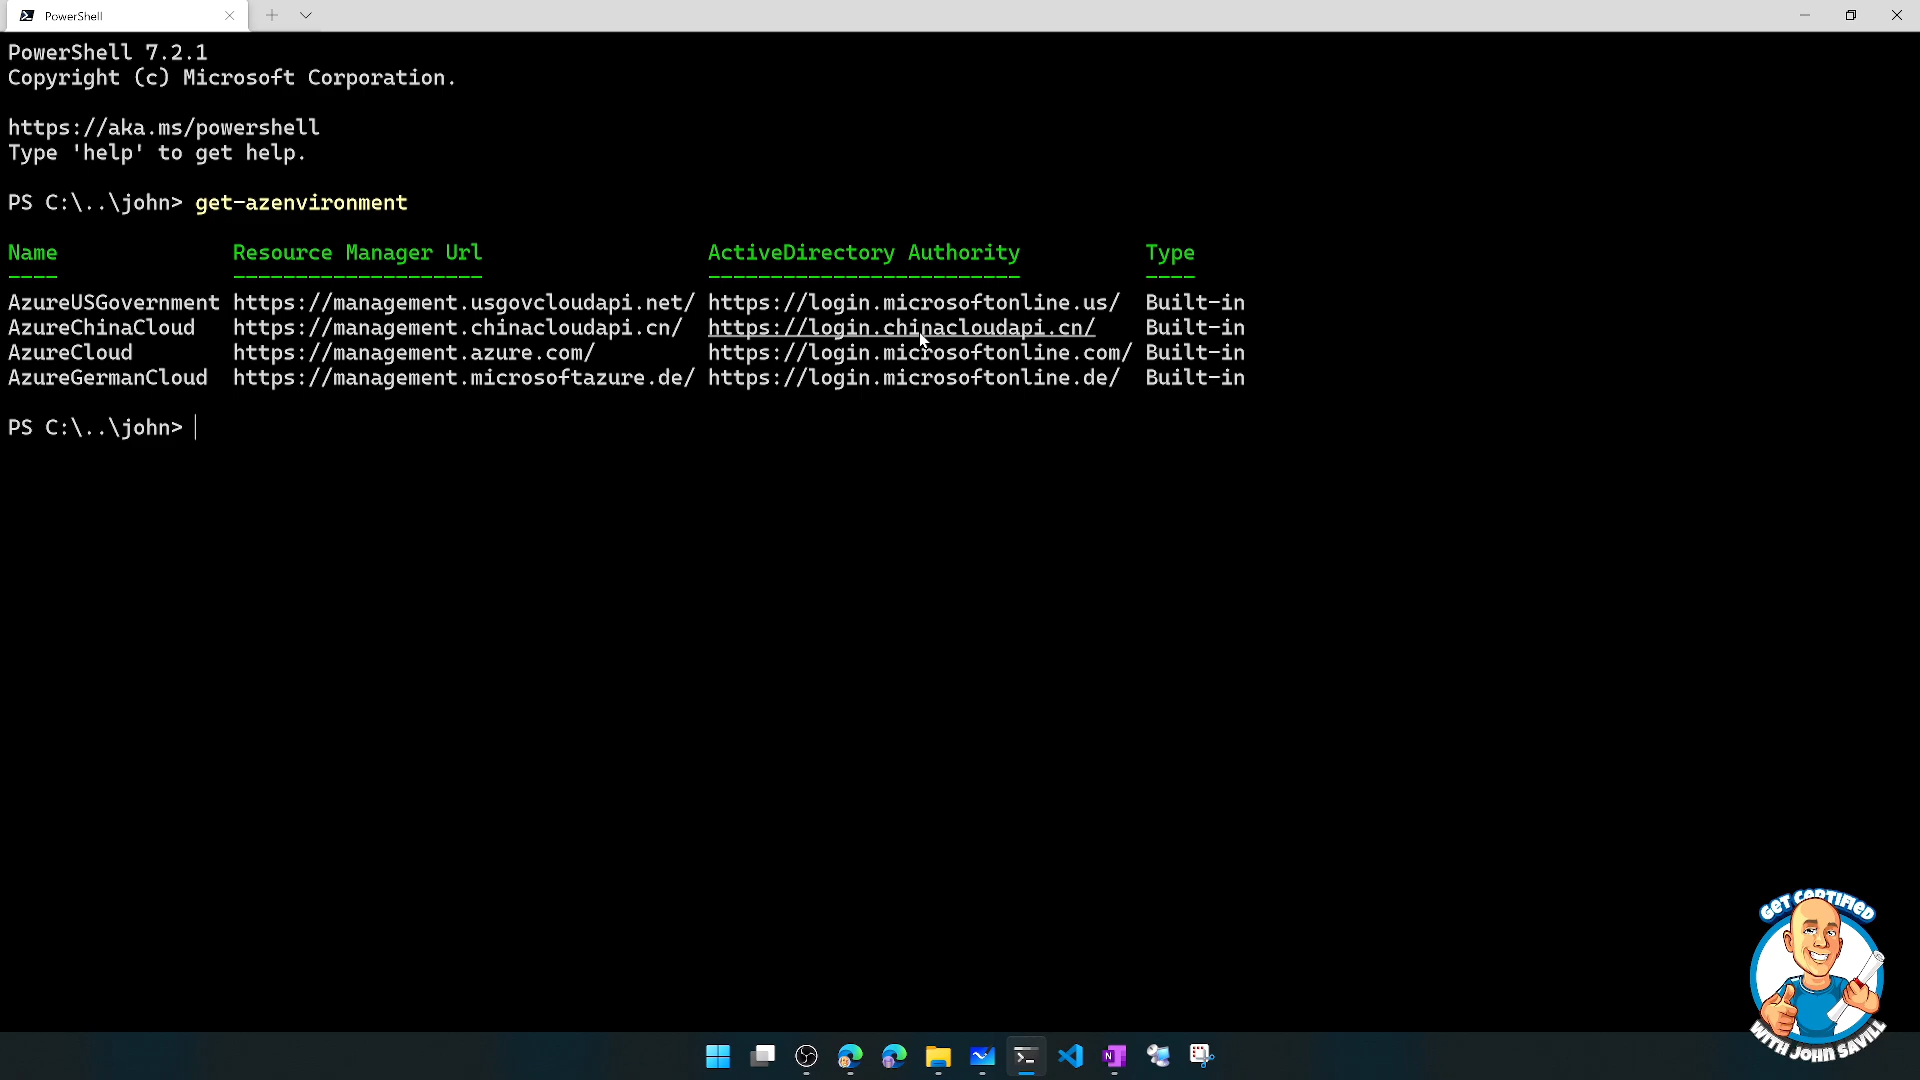 PowerShell
PowerShell 7.2.1
Copyright (c) Microsoft Corporation.
https://aka.ms/powershell
Type 'help' to get help.
PS C:\..\john> get-azenvironment
Name Resource Manager Url ActiveDirectory Authority Type
---- -------------------- ------------------------- ----
AzureUSGovernment https://management.usgovcloudapi.net/ https://login.microsoftonline.us/ Built-in
AzureChinaCloud https://management.chinacloudapi.cn/ https://login.chinacloudapi.cn/ Built-in
AzureCloud https://management.azure.com/ https://login.microsoftonline.com/ Built-in
AzureGermanCloud https://management.microsoftazure.de/ https://login.microsoftonline.de/ Built-in
PS C:\..\john>
GET CERTIFIED
WITH JOHN SAVILL